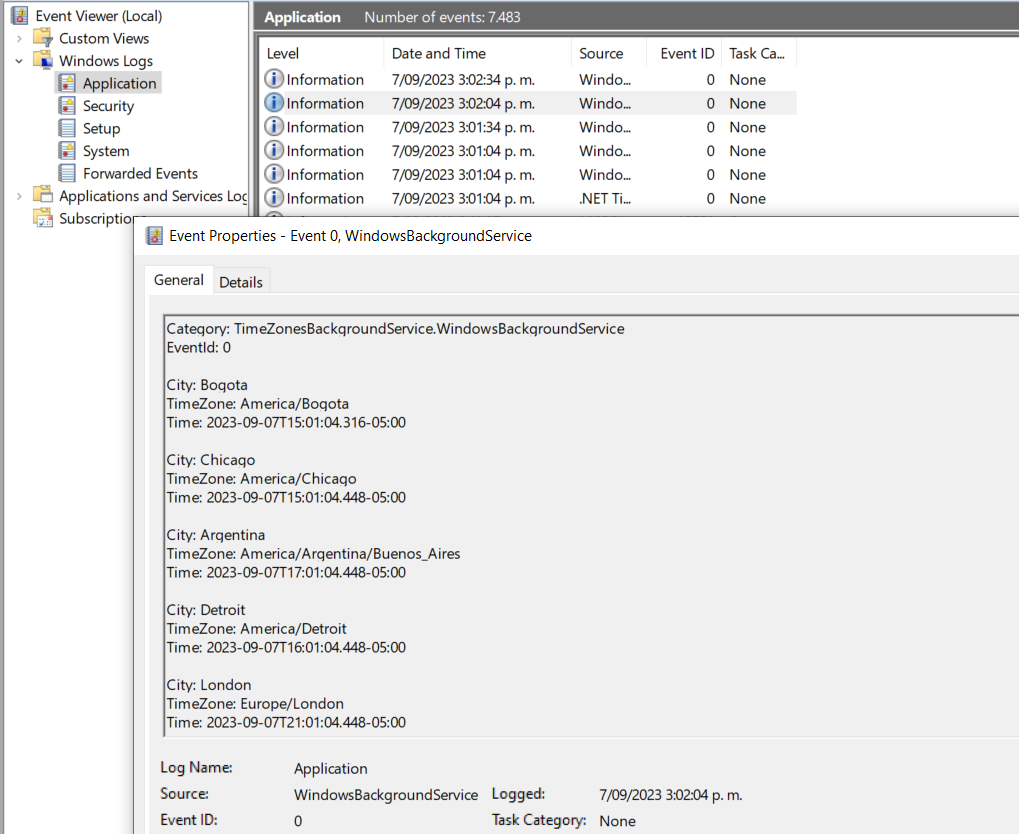 Event Viewer (Local)
Custom Views
Windows Logs
Application
Security
Setup
System
Forwarded Events
Applications and Services Log
Subscriptions
Application Number of events: 7.483
Level Date and Time Source Event ID Task Ca...
Information 7/09/2023 3:02:34 p. m. Windo... 0 None
Information 7/09/2023 3:02:04 p. m. Windo... 0 None
Information 7/09/2023 3:01:34 p. m. Windo... 0 None
Information 7/09/2023 3:01:04 p. m. Windo... 0 None
Information 7/09/2023 3:01:04 p. m. Windo... 0 None
Information 7/09/2023 3:01:04 p. m. .NET Ti... 0 None
Event Properties - Event 0, WindowsBackgroundService
General Details
Category: TimeZonesBackgroundService.WindowsBackgroundService
EventId: 0
City: Bogota
TimeZone: America/Bogota
Time: 2023-09-07T15:01:04.316-05:00
City: Chicago
TimeZone: America/Chicago
Time: 2023-09-07T15:01:04.448-05:00
City: Argentina
TimeZone: America/Argentina/Buenos_Aires
Time: 2023-09-07T17:01:04.448-05:00
City: Detroit
TimeZone: America/Detroit
Time: 2023-09-07T16:01:04.448-05:00
City: London
TimeZone: Europe/London
Time: 2023-09-07T21:01:04.448-05:00
Log Name: Application
Source: WindowsBackgroundService Logged: 7/09/2023 3:02:04 p. m.
Event ID: 0 Task Category: None